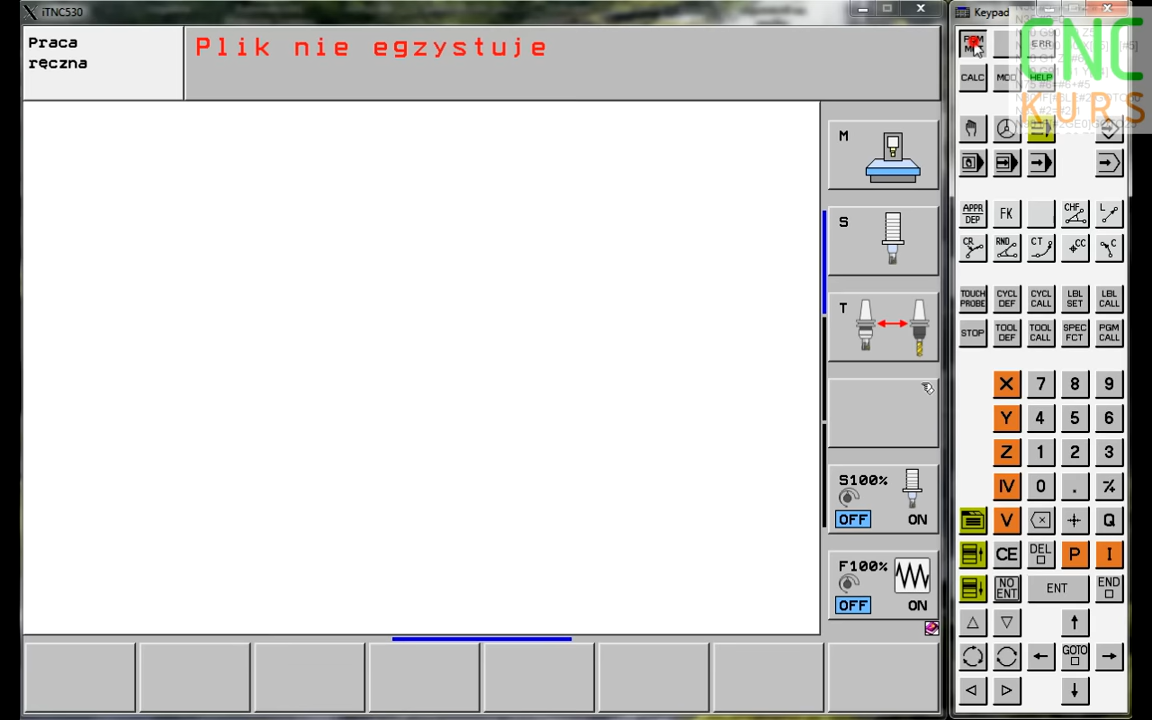 iTNC530
Keypad
Praca
ręczna
Plik nie egzystuje
M
S
T
S100%
OFF
ON
F100%
OFF
ON
PGM
ERR
CALC
MOD
HELP
CNC
KURS
APPR
DEP
FK
CHF
L
CR
RND
CT
CC
C
TOUCH
PROBE
CYCL
DEF
CYCL
CALL
LBL
SET
LBL
CALL
STOP
TOOL
DEF
TOOL
CALL
SPEC
FCT
PGM
CALL
X
7
8
9
Y
4
5
6
Z
1
2
3
IV
0
.
V
Q
CE
DEL
P
I
NO
ENT
ENT
END
GOTO